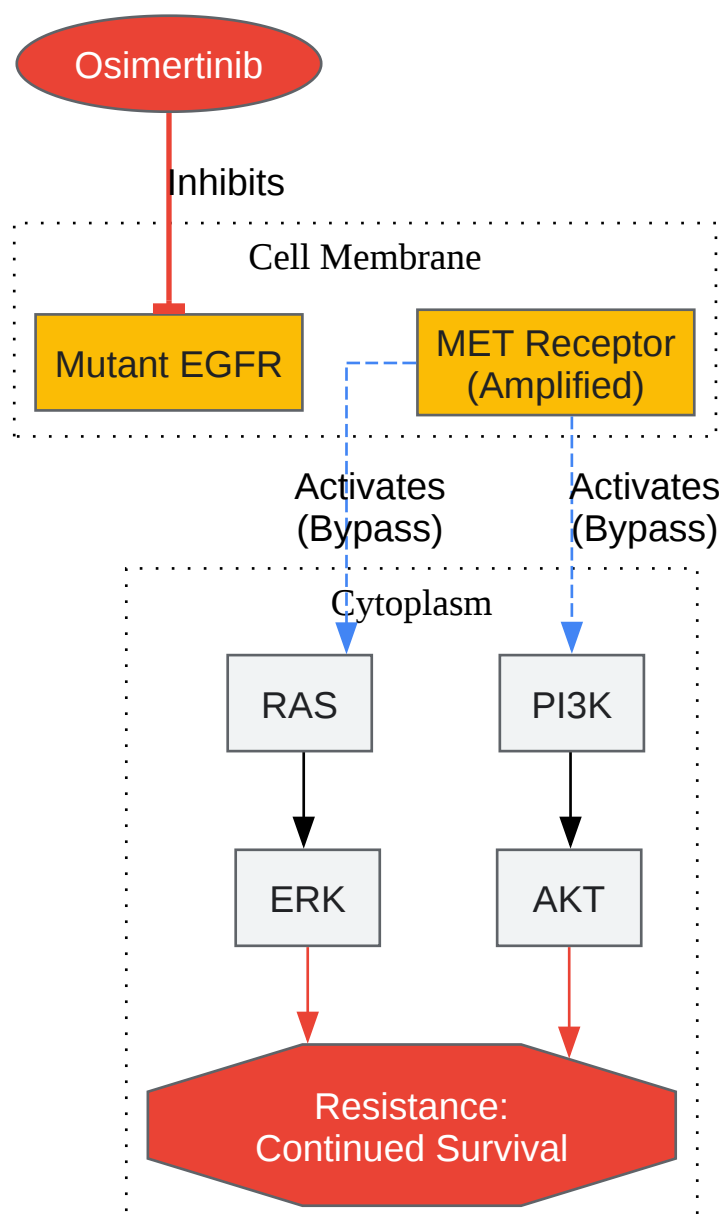 Osimertinib
Inhibits
Cell Membrane
Mutant EGFR
MET Receptor
(Amplified)
Activates
(Bypass)
Activates
(Bypass)
Cytoplasm
RAS
PI3K
ERK
AKT
Resistance:
Continued Survival